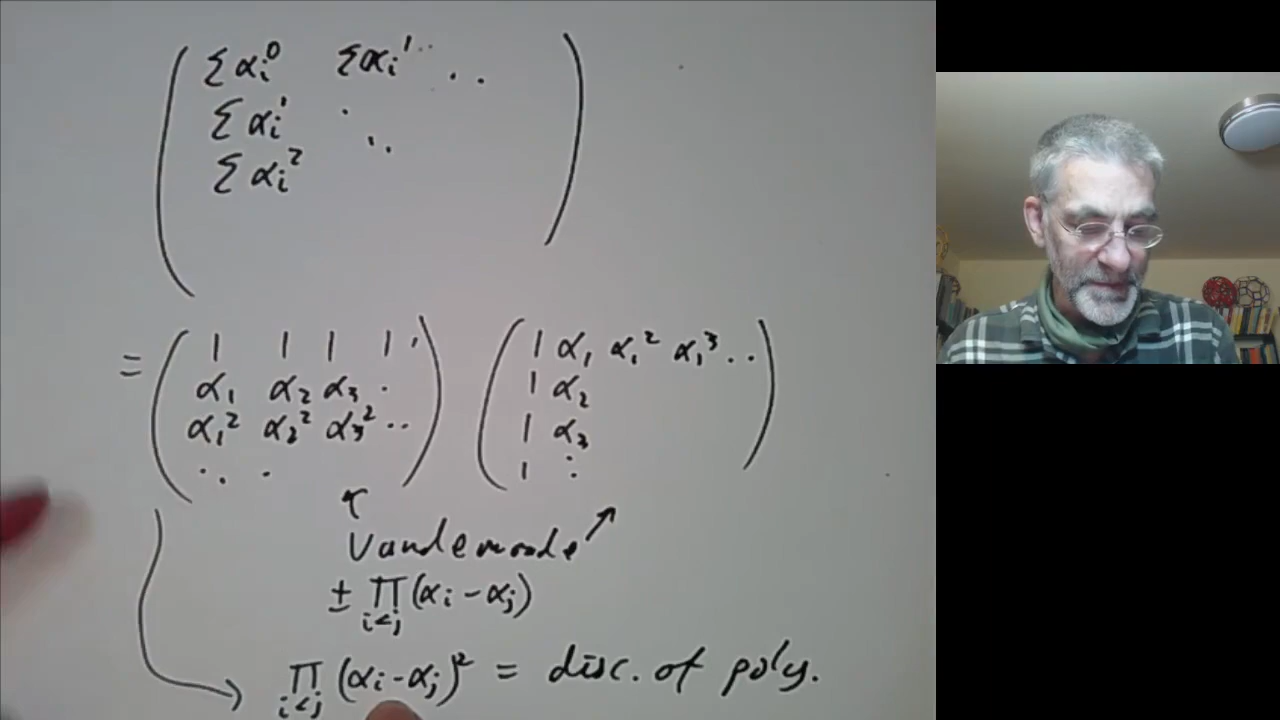 Σαᵢ⁰ Σαᵢ¹ ..
Σαᵢ¹ ⋱
Σαᵢ²
= ( 1 1 1 1 · ) ( 1 α₁ α₁² α₁³ .. )
α₁ α₂ α₃ · 1 α₂
α₁² α₂² α₃² ·· 1 α₃
·. · 1 :
Vandemonde
± Π (αᵢ - αⱼ)
i<j
Π (αᵢ - αⱼ)² = disc. of poly.
i<j